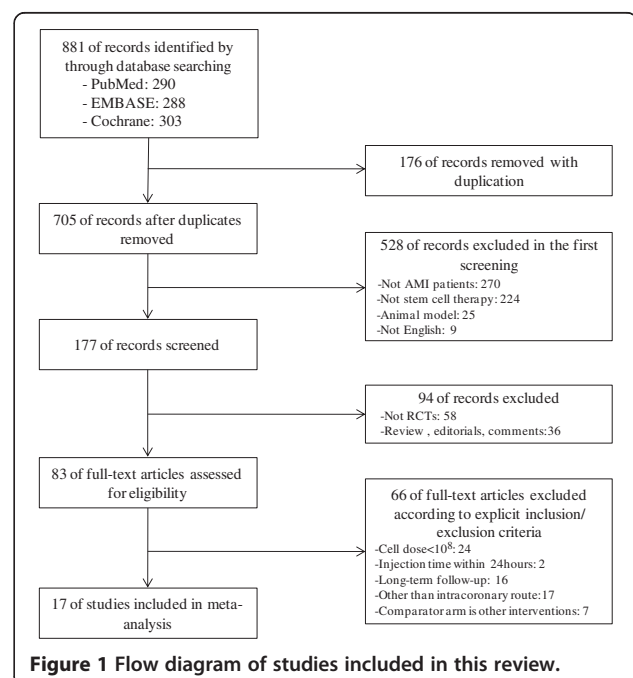 881 of records identified by
through database searching
- PubMed: 290
- EMBASE: 288
- Cochrane: 303
176 of records removed with
duplication
705 of records after duplicates
removed
528 of records excluded in the first
screening
-Not AMI patients: 270
-Not stem cell therapy: 224
-Animal model: 25
-Not English: 9
177 of records screened
94 of records excluded
-Not RCTs: 58
-Review , editorials, comments:36
83 of full-text articles assessed
for eligibility
66 of full-text articles excluded
according to explicit inclusion/
exclusion criteria
-Cell dose<10⁸: 24
-Injection time within 24hours: 2
-Long-term follow-up: 16
-Other than intracoronary route:17
-Comparator arm is other interventions: 7
17 of studies included in meta-
analysis
Figure 1 Flow diagram of studies included in this review.